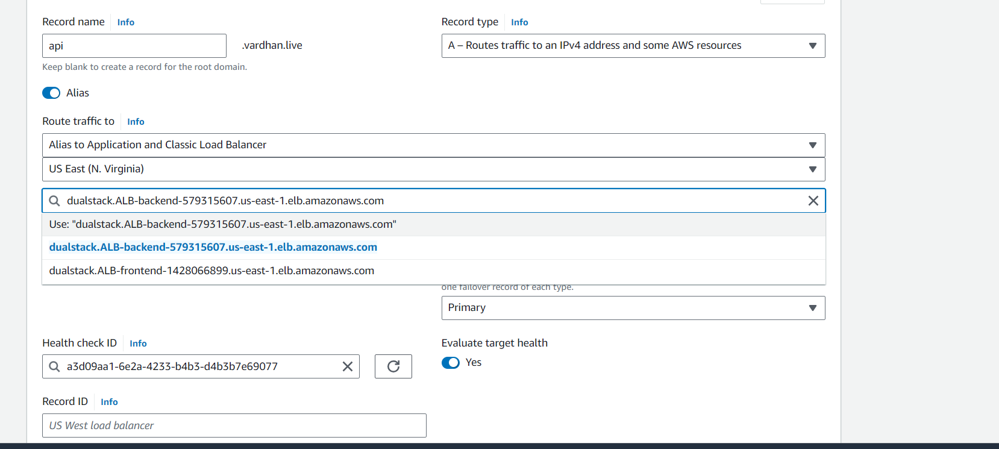 Record name Info
api .vardhan.live
Keep blank to create a record for the root domain.
Record type Info
A – Routes traffic to an IPv4 address and some AWS resources
Alias
Route traffic to Info
Alias to Application and Classic Load Balancer
US East (N. Virginia)
dualstack.ALB-backend-579315607.us-east-1.elb.amazonaws.com
Use: "dualstack.ALB-backend-579315607.us-east-1.elb.amazonaws.com"
dualstack.ALB-backend-579315607.us-east-1.elb.amazonaws.com
dualstack.ALB-frontend-1428066899.us-east-1.elb.amazonaws.com
one failover record of each type.
Primary
Health check ID Info
a3d09aa1-6e2a-4233-b4b3-d4b3b7e69077
Evaluate target health
Yes
Record ID Info
US West load balancer